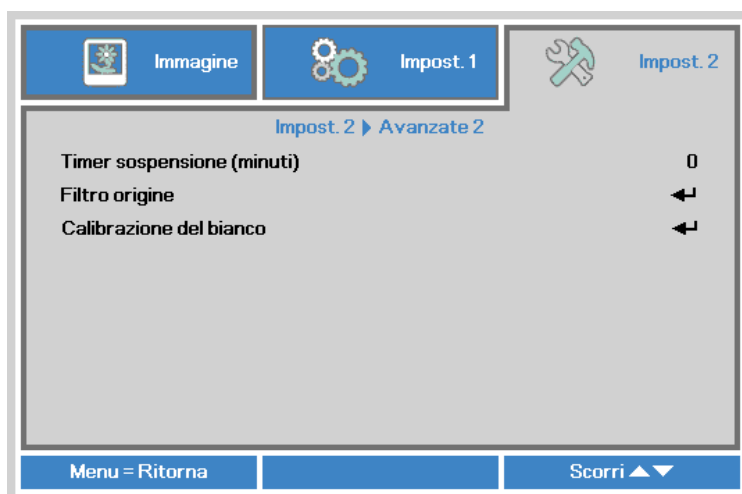 Immagine
Impost. 1
Impost. 2
Impost. 2 ▶ Avanzate 2
Timer sospensione (minuti) 0
Filtro origine
Calibrazione del bianco
Menu = Ritorna
Scorri ▲▼